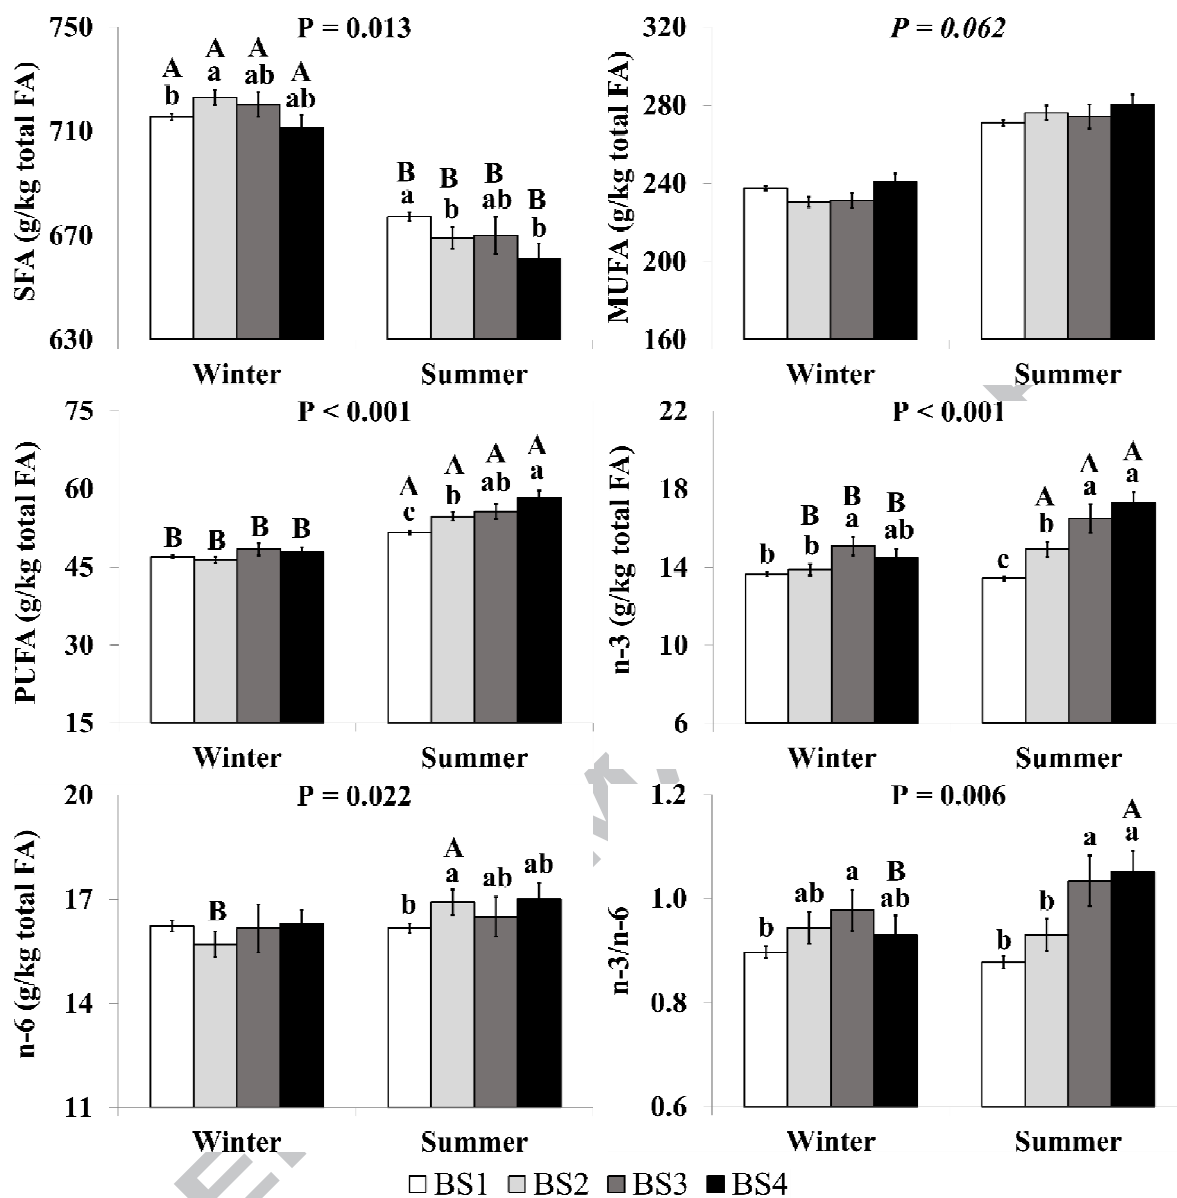 P = 0.013
SFA (g/kg total FA)
750
710
670
630
A A A A
b a ab ab
B B B B
a b ab b
Winter Summer
P = 0.062
MUFA (g/kg total FA)
320
280
240
200
160
Winter Summer
P < 0.001
PUFA (g/kg total FA)
75
60
45
30
15
B B B B
A A A A
c b ab a
Winter Summer
P < 0.001
n-3 (g/kg total FA)
22
18
14
10
6
B B B
b b a ab
A A A
c b a a
Winter Summer
P = 0.022
n-6 (g/kg total FA)
20
17
14
11
B
A
b a ab ab
Winter Summer
P = 0.006
n-3/n-6
1.2
1.0
0.8
0.6
B
b ab a ab
A
b b a a
Winter Summer
BS1 BS2 BS3 BS4